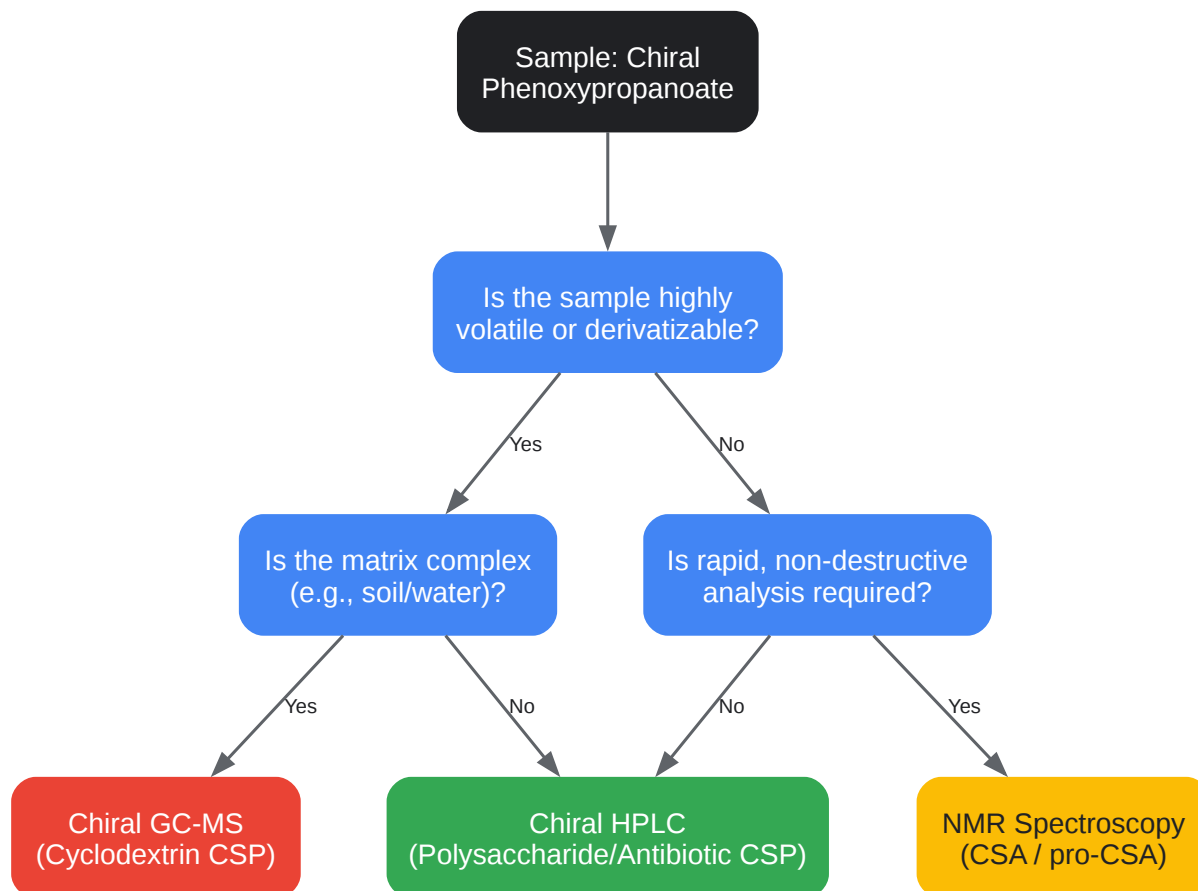 Sample: Chiral
Phenoxypropanoate
Is the sample highly
volatile or derivatizable?
Yes
No
Is the matrix complex
(e.g., soil/water)?
Is rapid, non-destructive
analysis required?
Yes
No
No
Yes
Chiral GC-MS
(Cyclodextrin CSP)
Chiral HPLC
(Polysaccharide/Antibiotic CSP)
NMR Spectroscopy
(CSA / pro-CSA)